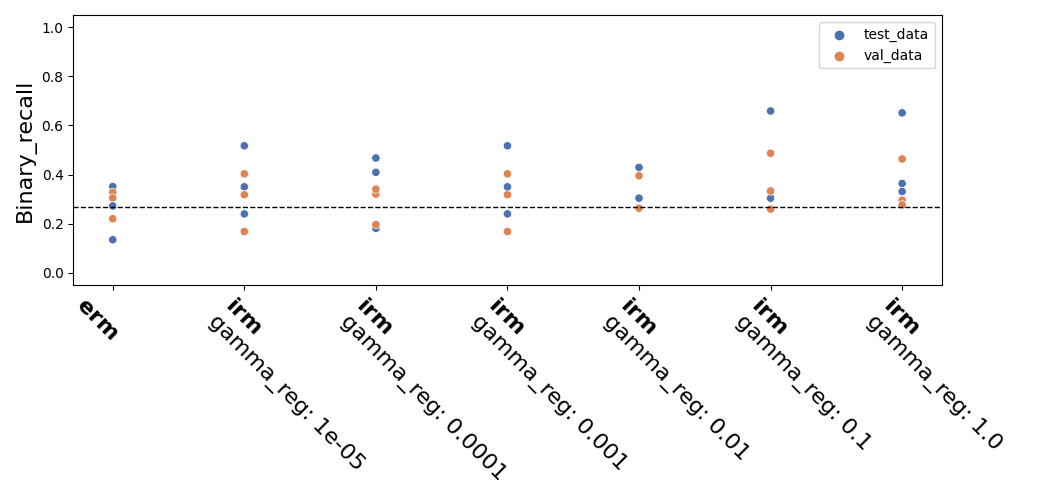 Binary_recall
1.0
0.8
0.6
0.4
0.2
0.0
test_data
val_data
erm
irm
gamma_reg: 1e-05
irm
gamma_reg: 0.0001
irm
gamma_reg: 0.001
irm
gamma_reg: 0.01
irm
gamma_reg: 0.1
irm
gamma_reg: 1.0